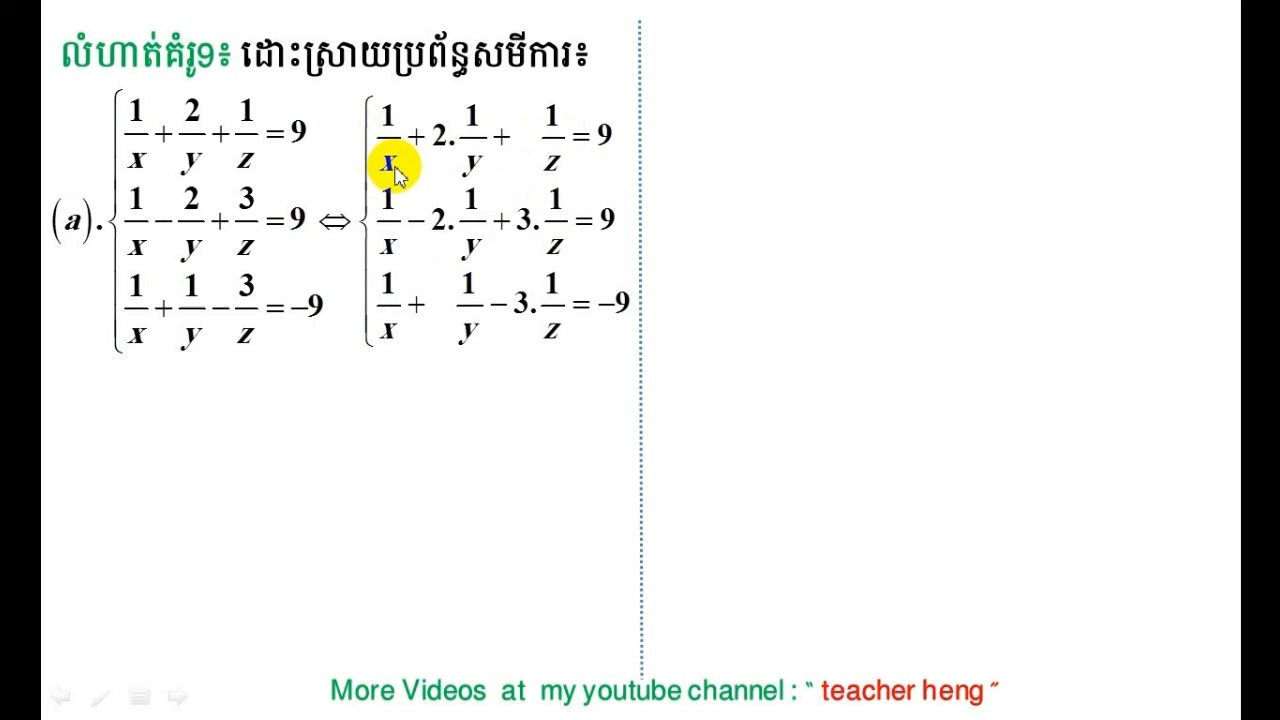 លំហាត់គំរូ9៖ ដោះស្រាយប្រព័ន្ធសមីការ៖
(a). { 1/x + 2/y + 1/z = 9 ⇔ { 1/x + 2. 1/y + 1/z = 9
1/x − 2/y + 3/z = 9 1/x − 2. 1/y + 3. 1/z = 9
1/x + 1/y − 3/z = −9 1/x + 1/y − 3. 1/z = −9
More Videos at my youtube channel : “ teacher heng ”